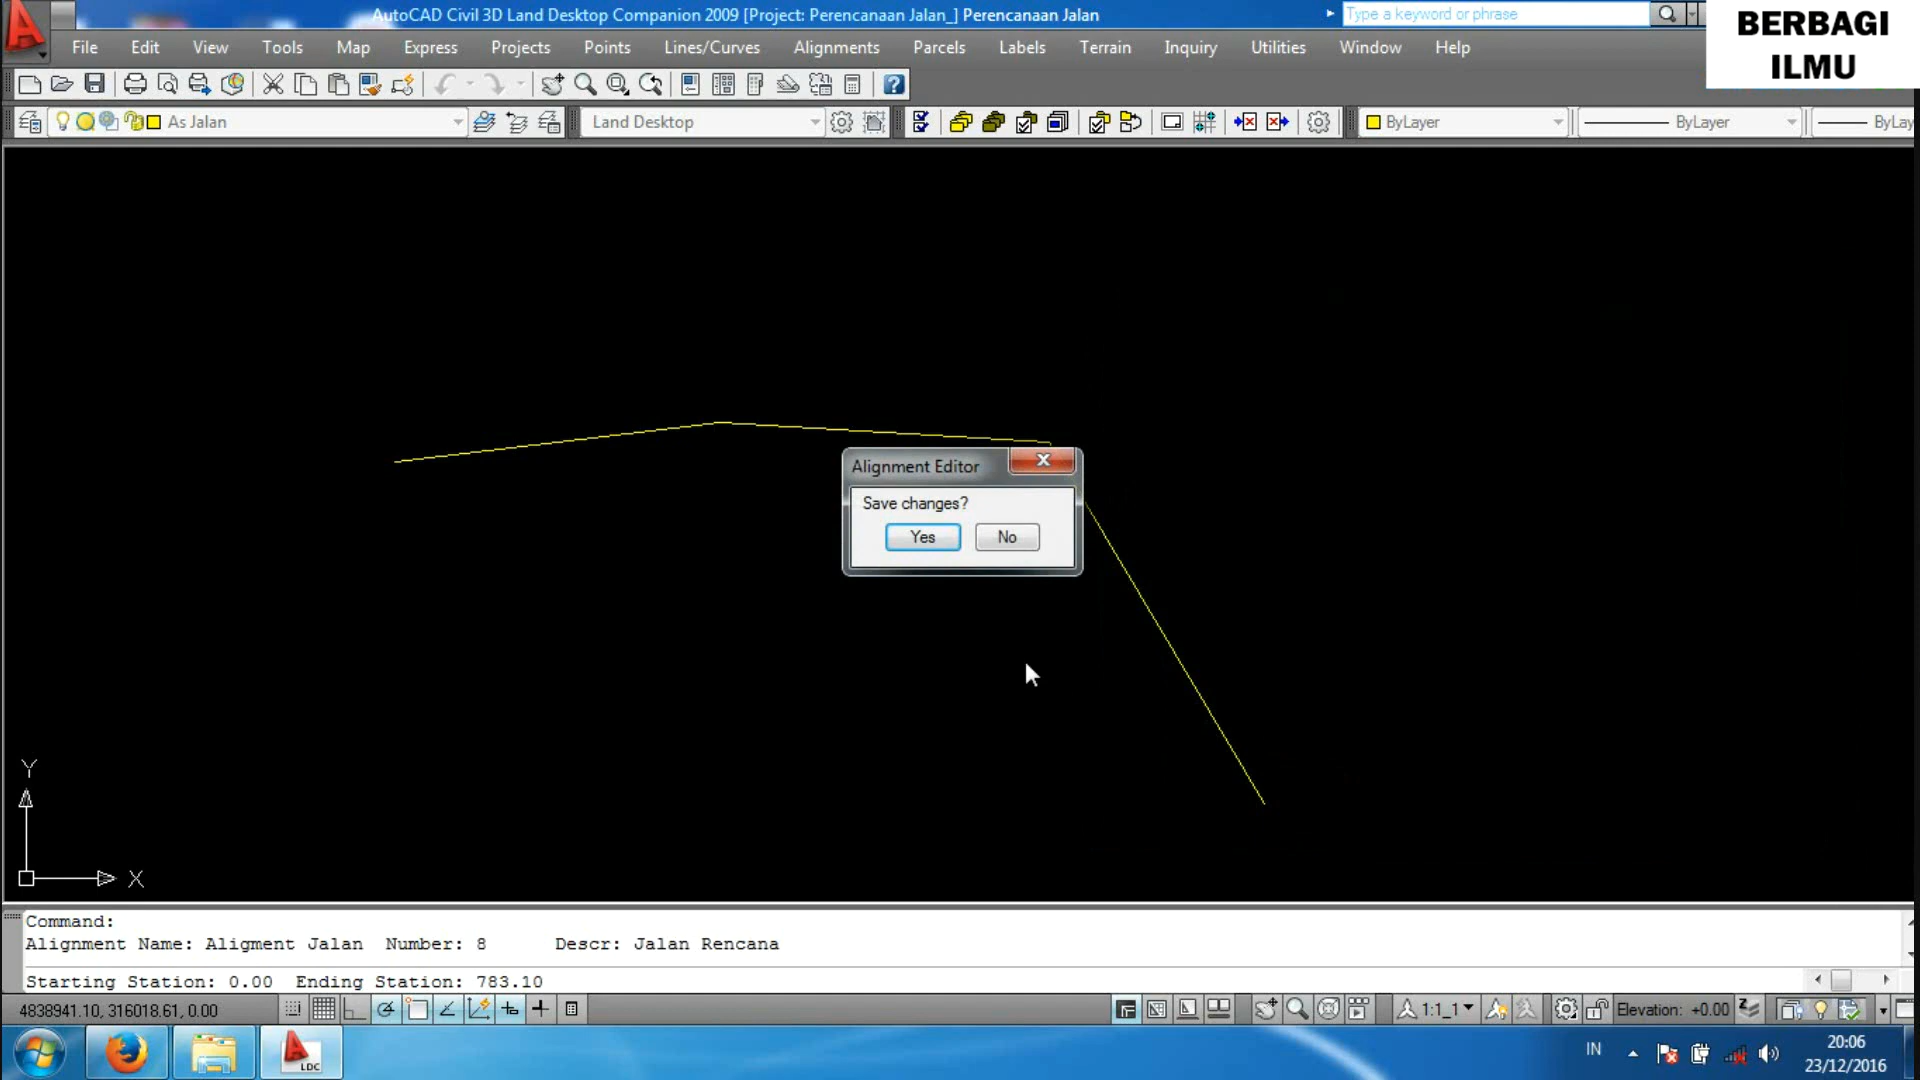 AutoCAD Civil 3D Land Desktop Companion 2009 [Project: Perencanaan Jalan_] Perencanaan Jalan
Type a keyword or phrase
BERBAGI
ILMU
File Edit View Tools Map Express Projects Points Lines/Curves Alignments Parcels Labels Terrain Inquiry Utilities Window Help
As Jalan
Land Desktop
ByLayer
ByLayer
ByLay
Alignment Editor
Save changes?
Yes No
Y
X
Command:
Alignment Name: Aligment Jalan Number: 8 Descr: Jalan Rencana
Starting Station: 0.00 Ending Station: 783.10
4838941.10, 316018.61, 0.00
1:1_1
Elevation: +0.00
LDC
IN
20:06
23/12/2016